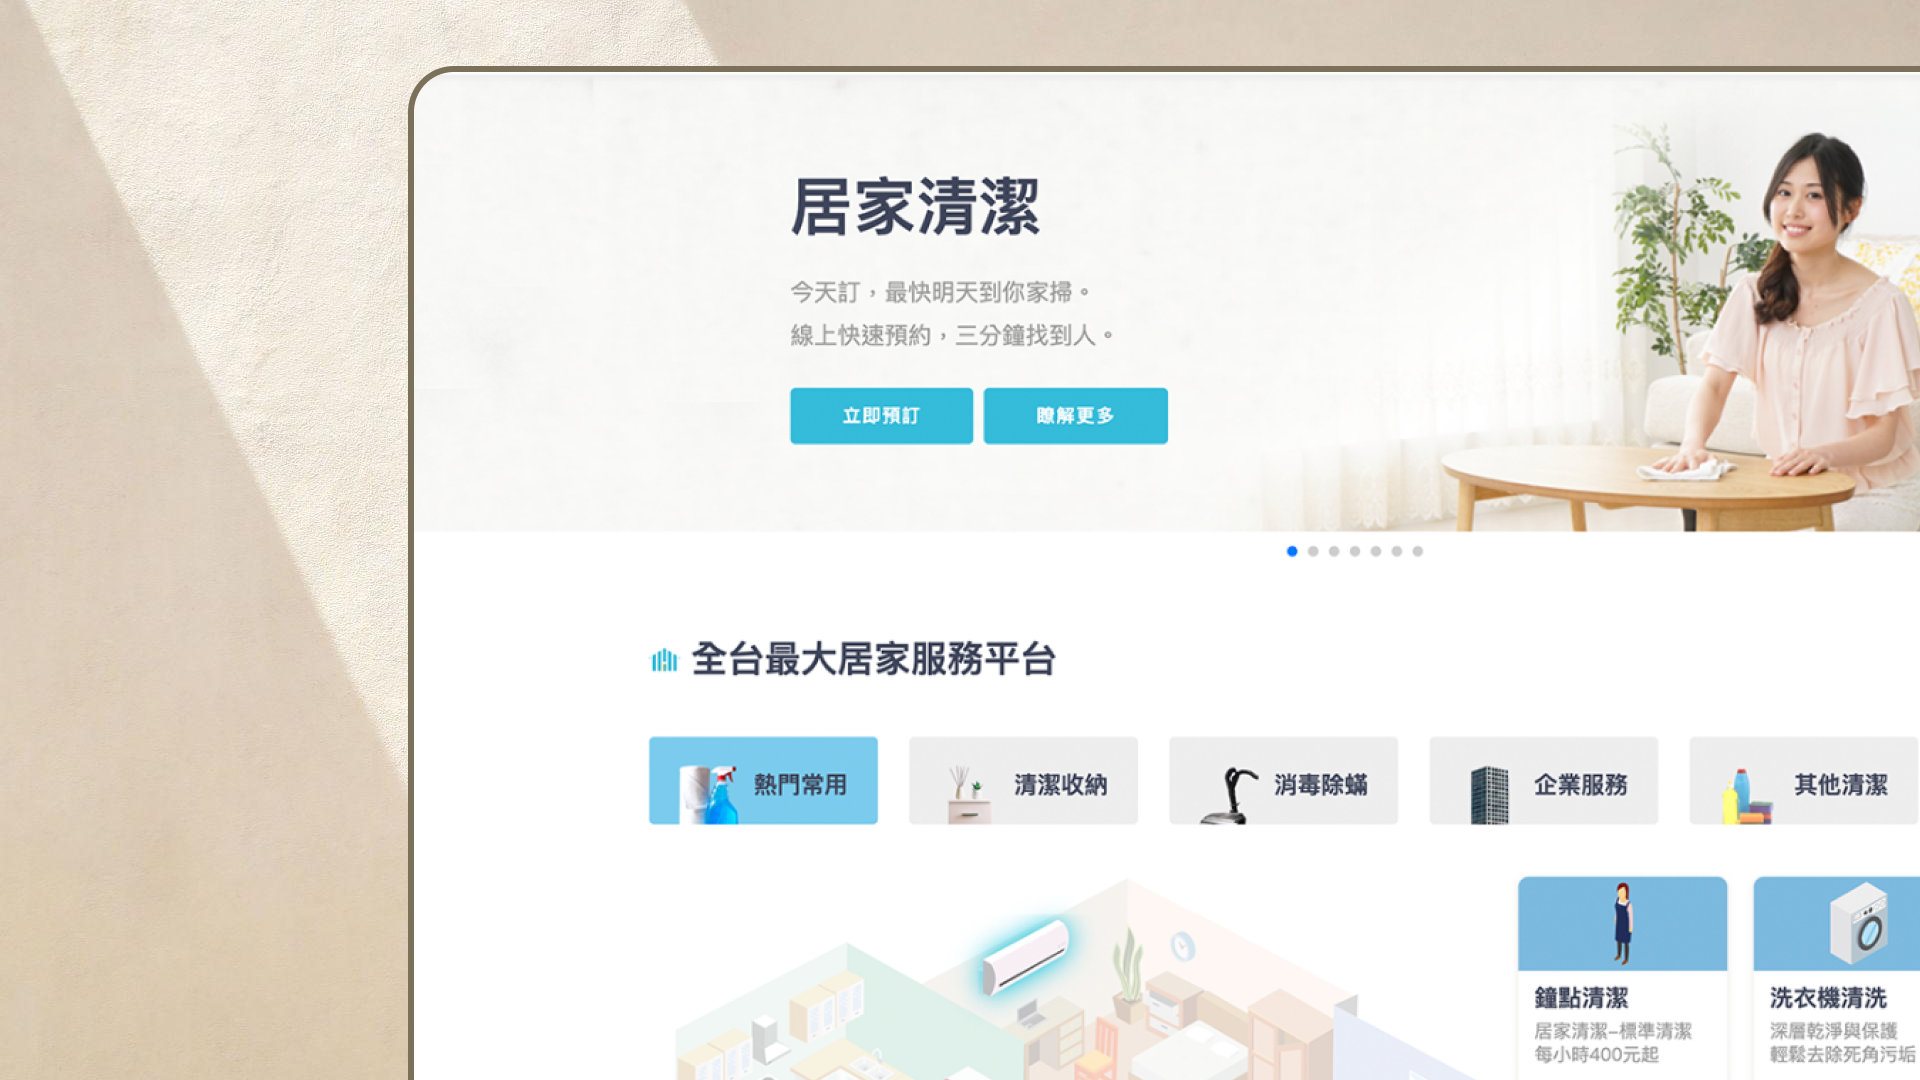 居家清潔
今天訂，最快明天到你家掃。
線上快速預約，三分鐘找到人。
立即預訂
瞭解更多
全台最大居家服務平台
熱門常用
清潔收納
消毒除蟎
企業服務
其他清潔
鐘點清潔
居家清潔–標準清潔
每小時400元起
洗衣機清洗
深層乾淨與保護
輕鬆去除死角污垢